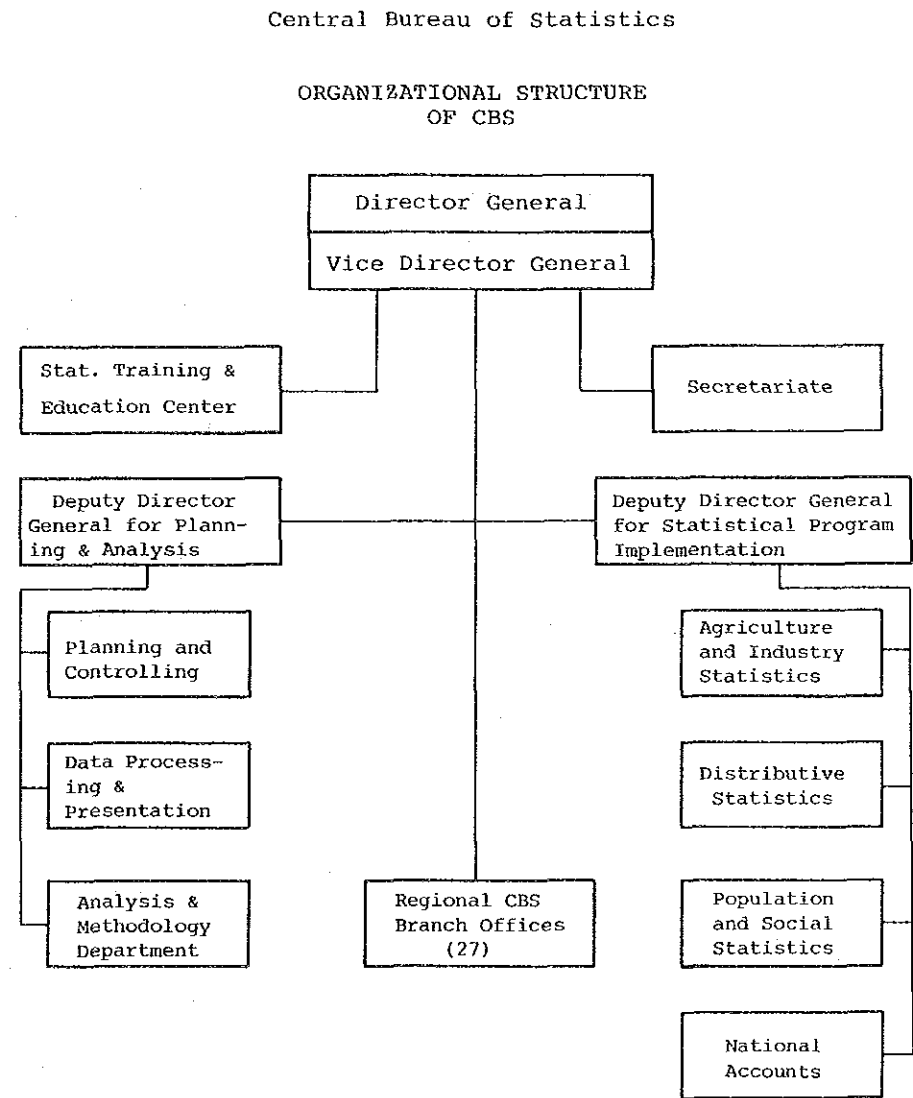 Central Bureau of Statistics
ORGANIZATIONAL STRUCTURE
OF CBS
Director General
Vice Director General
Stat. Training &
Education Center
Secretariate
Deputy Director
General for Plann-
ing & Analysis
Deputy Director General
for Statistical Program
Implementation
Planning and
Controlling
Agriculture
and Industry
Statistics
Data Process-
ing &
Presentation
Distributive
Statistics
Analysis &
Methodology
Department
Regional CBS
Branch Offices
(27)
Population
and Social
Statistics
National
Accounts